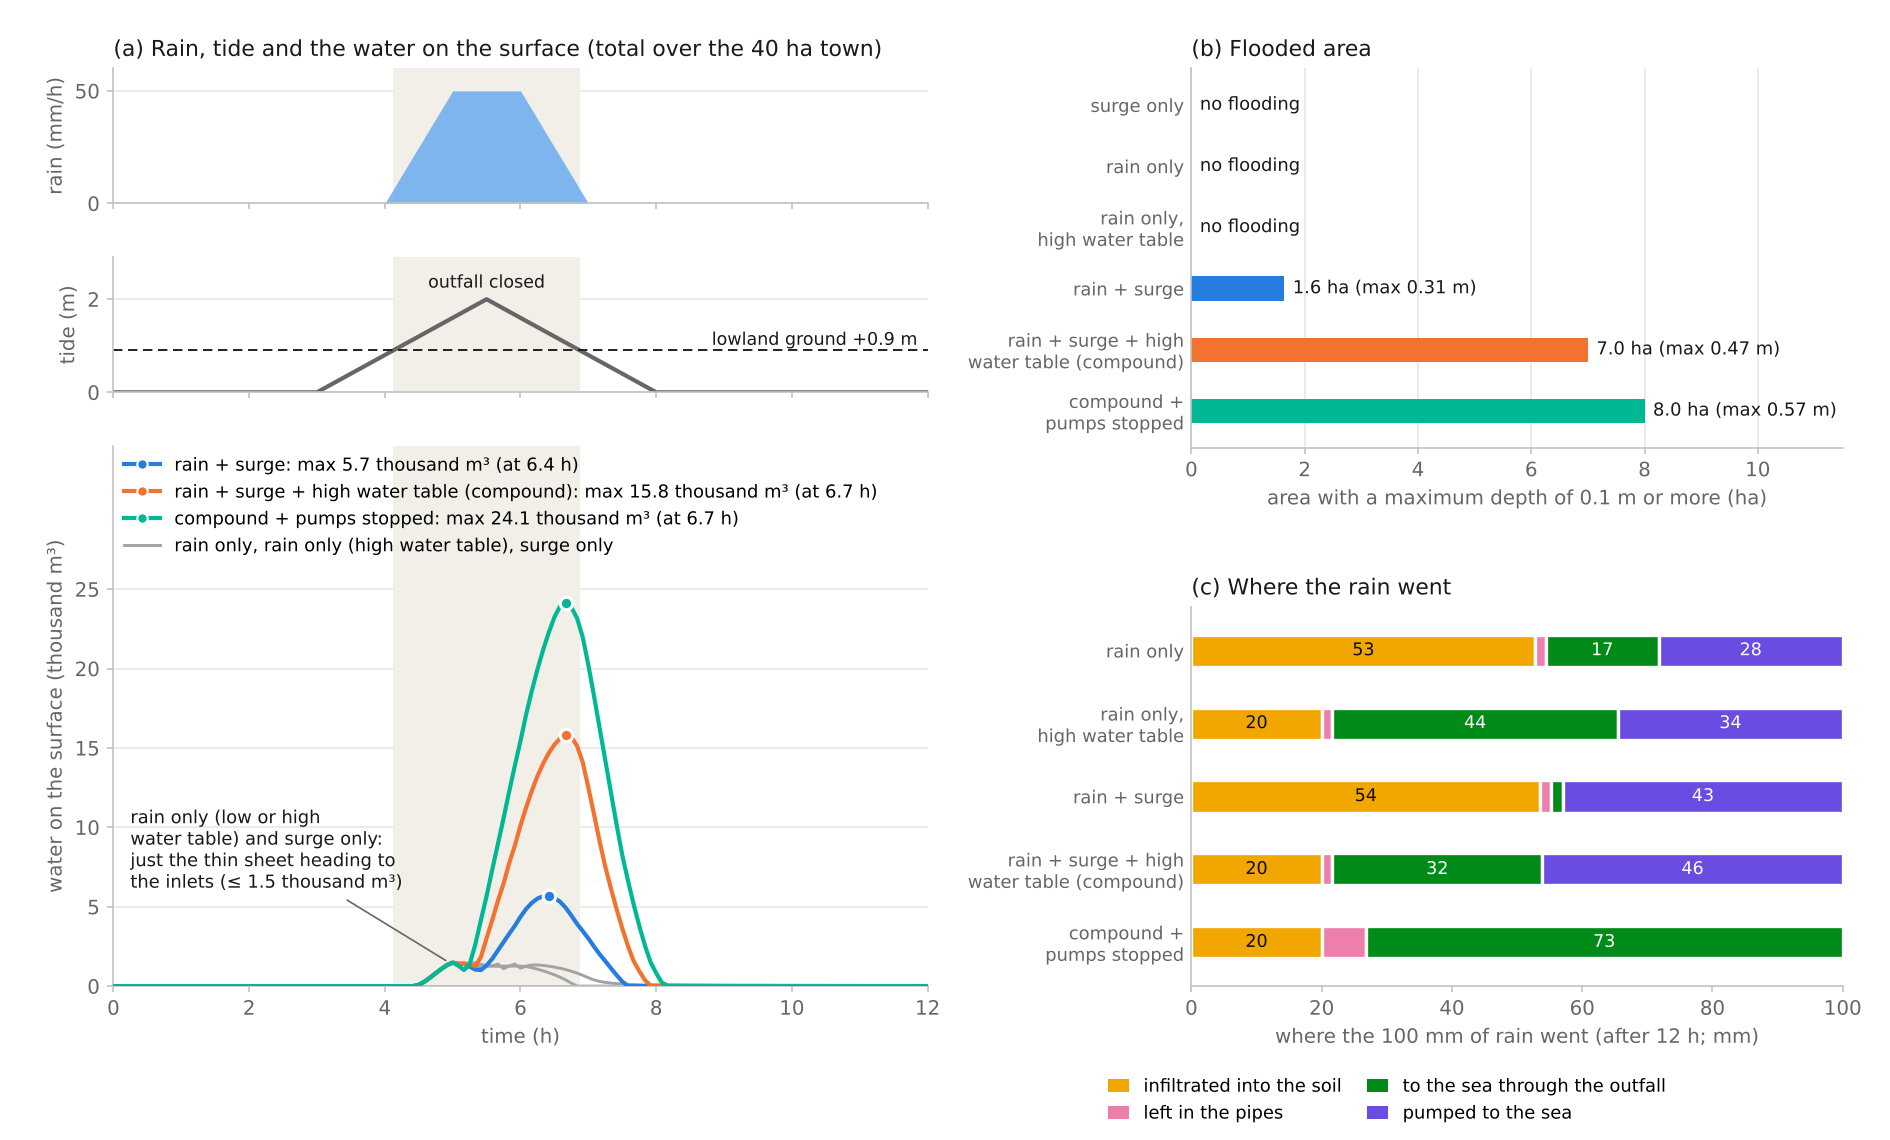 (a) Rain, tide and the water on the surface (total over the 40 ha town)
rain (mm/h)
50
0
tide (m)
2
0
outfall closed
lowland ground +0.9 m
water on the surface (thousand m³)
rain + surge: max 5.7 thousand m³ (at 6.4 h)
rain + surge + high water table (compound): max 15.8 thousand m³ (at 6.7 h)
compound + pumps stopped: max 24.1 thousand m³ (at 6.7 h)
rain only, rain only (high water table), surge only
25
20
15
10
5
0
rain only (low or high
water table) and surge only:
just the thin sheet heading to
the inlets (≤ 1.5 thousand m³)
0 2 4 6 8 10 12
time (h)
(b) Flooded area
surge only
no flooding
rain only
no flooding
rain only,
high water table
no flooding
rain + surge
1.6 ha (max 0.31 m)
rain + surge + high
water table (compound)
7.0 ha (max 0.47 m)
compound +
pumps stopped
8.0 ha (max 0.57 m)
0 2 4 6 8 10
area with a maximum depth of 0.1 m or more (ha)
(c) Where the rain went
rain only
53 17 28
rain only,
high water table
20 44 34
rain + surge
54 43
rain + surge + high
water table (compound)
20 32 46
compound +
pumps stopped
20 73
0 20 40 60 80 100
where the 100 mm of rain went (after 12 h; mm)
infiltrated into the soil
left in the pipes
to the sea through the outfall
pumped to the sea